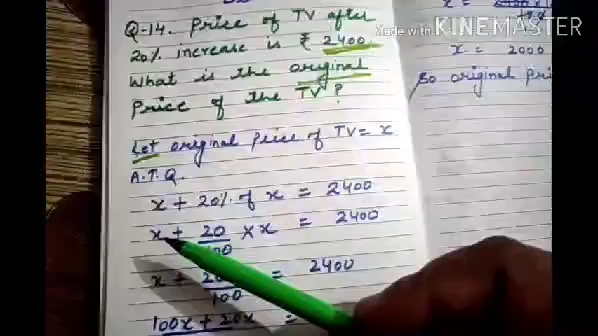 Made with KINEMASTER
Q-14. Price of TV after
20% increase is ₹ 2400
What is the original
Price of the TV?
Let original price of TV = x
A.T.Q.
x + 20% of x = 2400
x + 20 × x = 2400
x + = 2400
100
100x + 20x =
x = 2000
So original pri